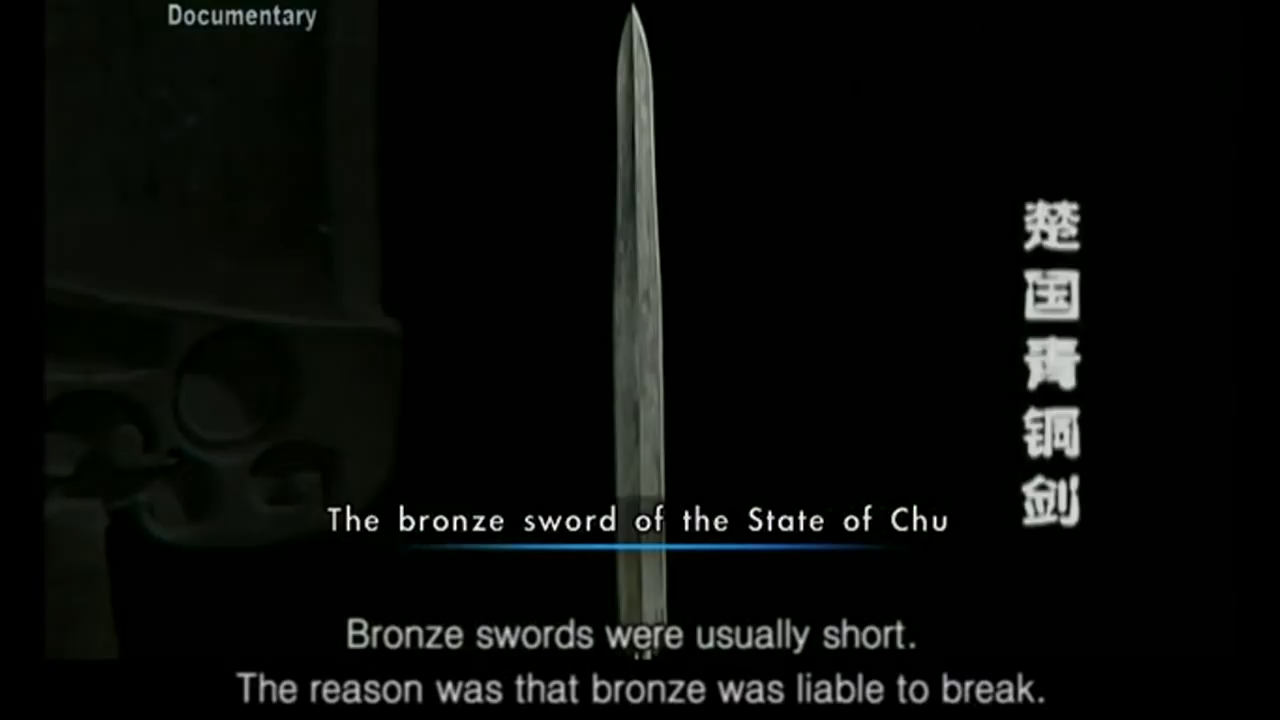 Documentary
楚国青铜剑
The bronze sword of the State of Chu
Bronze swords were usually short.
The reason was that bronze was liable to break.